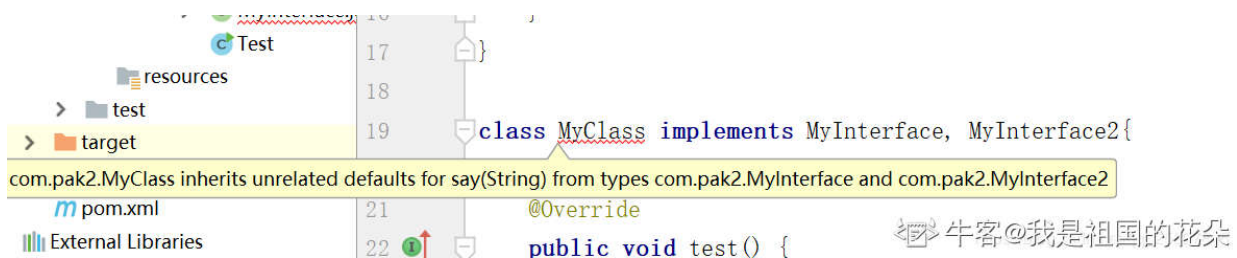 16 }
Test
17 }
resources
18
test
19 class MyClass implements MyInterface, MyInterface2{
target
com.pak2.MyClass inherits unrelated defaults for say(String) from types com.pak2.MyInterface and com.pak2.MyInterface2
m pom.xml
21 @Override
External Libraries
22 public void test() {
牛客@我是祖国的花朵